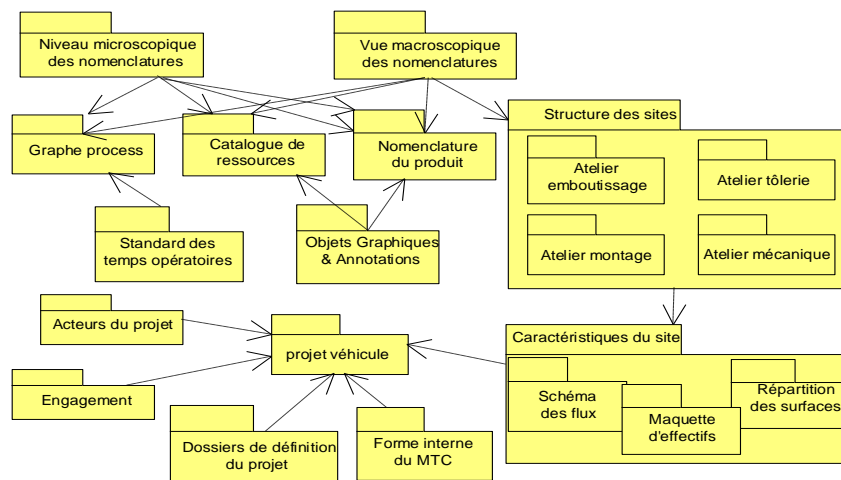 Niveau microscopique
des nomenclatures
Vue macroscopique
des nomenclatures
Structure des sites
Graphe process
Catalogue de
ressources
Nomenclature
du produit
Atelier
emboutissage
Atelier tôlerie
Standard des
temps opératoires
Objets Graphiques
& Annotations
Atelier montage
Atelier mécanique
Acteurs du projet
projet véhicule
Caractéristiques du site
Engagement
Schéma
des flux
Maquette
d'effectifs
Répartition
des surfaces
Dossiers de définition
du projet
Forme interne
du MTC